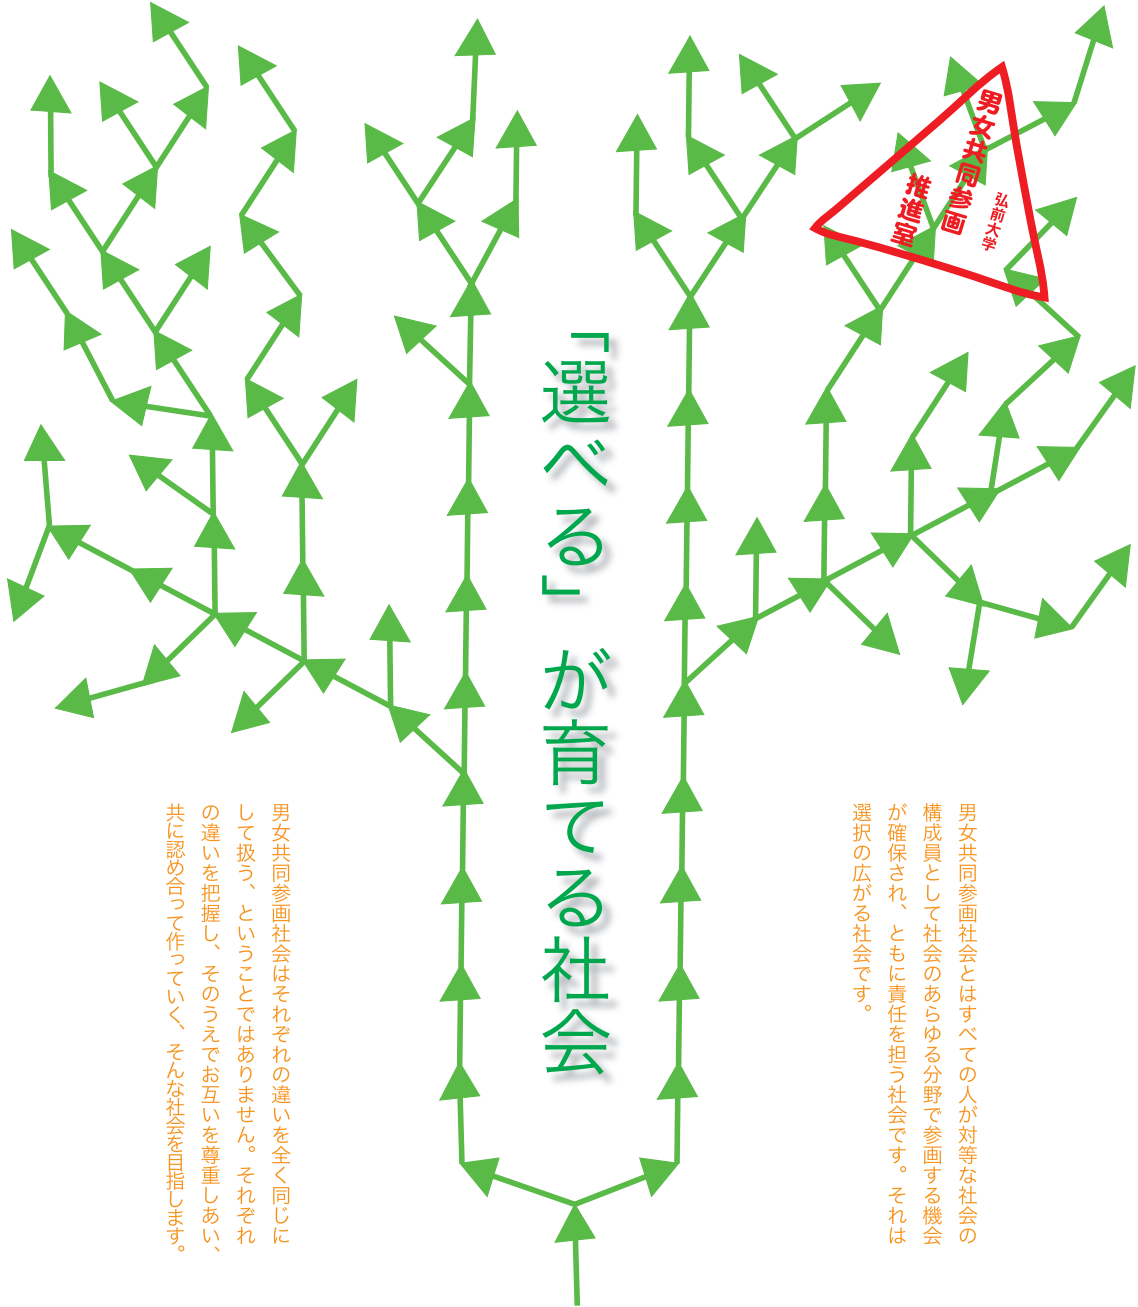 弘前大学
男女共同参画
推進室
「選べる」が育てる社会
男女共同参画社会とはすべての人が対等な社会の
構成員として社会のあらゆる分野で参画する機会
が確保され、ともに責任を担う社会です。それは
選択の広がる社会です。
男女共同参画社会はそれぞれの違いを全く同じに
して扱う、ということではありません。それぞれ
の違いを把握し、そのうえでお互いを尊重しあい、
共に認め合って作っていく、そんな社会を目指します。